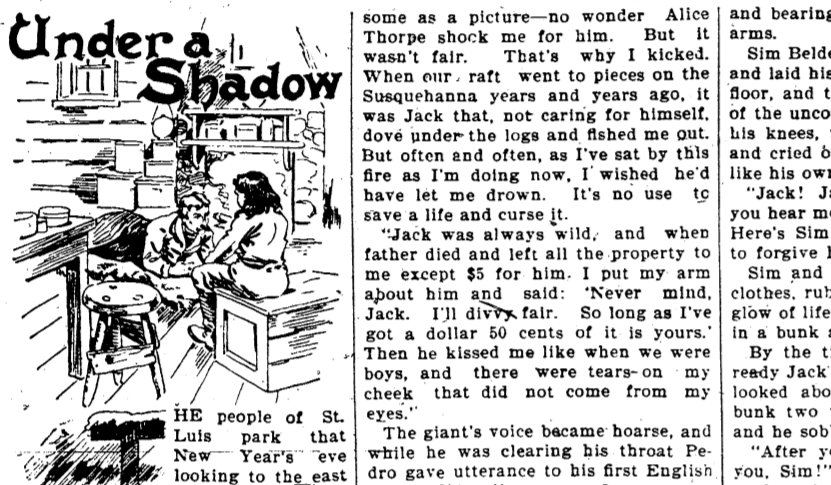 Under a
Shadow
THE people of St.
Luis park that
New Year's eve
looking to the east
some as a picture—no wonder Alice
Thorpe shock me for him. But it
wasn't fair. That's why I kicked.
When our raft went to pieces on the
Susquehanna years and years ago, it
was Jack that, not caring for himself,
dove under the logs and fished me out.
But often and often, as I've sat by this
fire as I'm doing now, I wished he'd
have let me drown. It's no use to
save a life and curse it.
"Jack was always wild, and when
father died and left all the property to
me except $5 for him. I put my arm
about him and said: 'Never mind,
Jack. I'll divvy fair. So long as I've
got a dollar 50 cents of it is yours.'
Then he kissed me like when we were
boys, and there were tears on my
cheek that did not come from my
eyes."
The giant's voice became hoarse, and
while he was clearing his throat Pe-
dro gave utterance to his first English
and bearing
arms.
Sim Belde
and laid his
floor, and t
of the unco
his knees,
and cried o
like his own
"Jack! J
you hear m
Here's Sim
to forgive h
Sim and
clothes, rub
glow of life
in a bunk a
By the t
ready Jack
looked abo
bunk two
and he sob
"After y
you, Sim!"